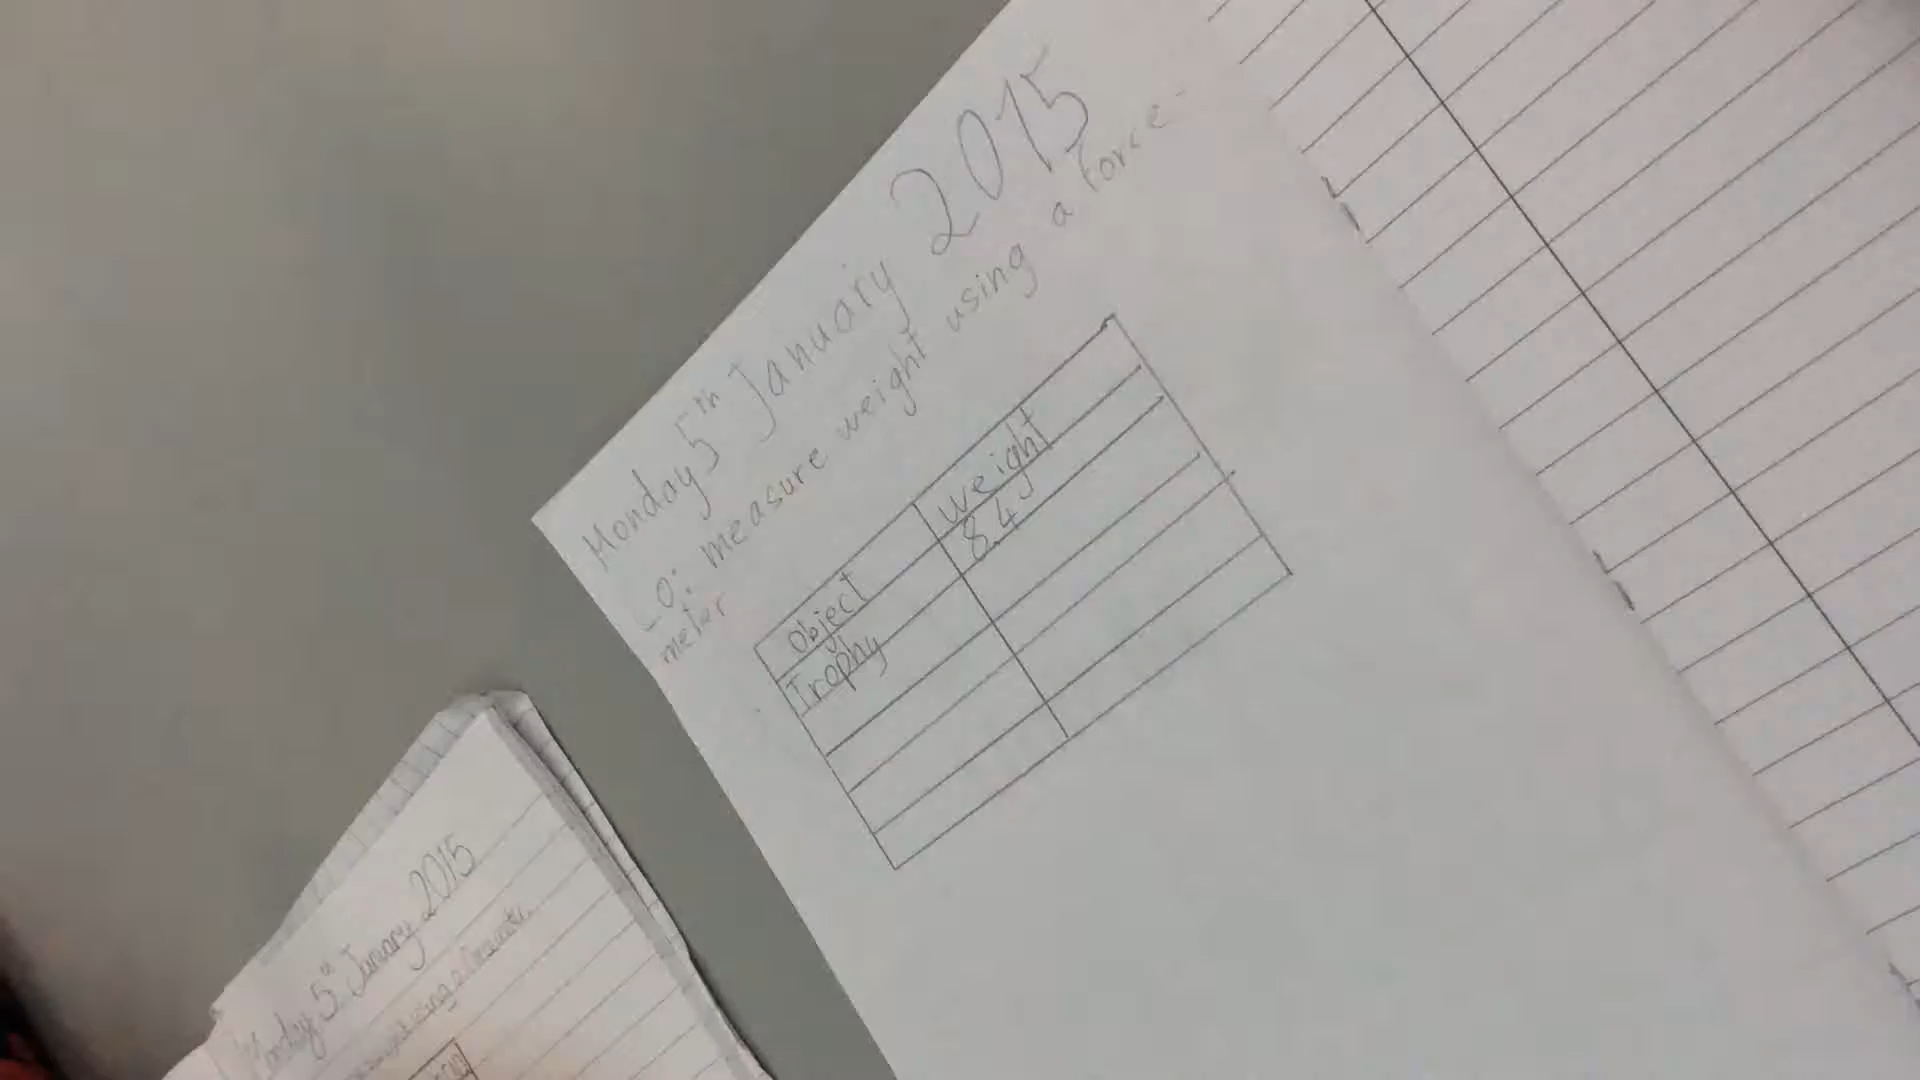 Monday 5th January 2015
LO: measure weight using a force-
meter
Object Weight
Trophy 8.4
Monday 5th January 2015
using a